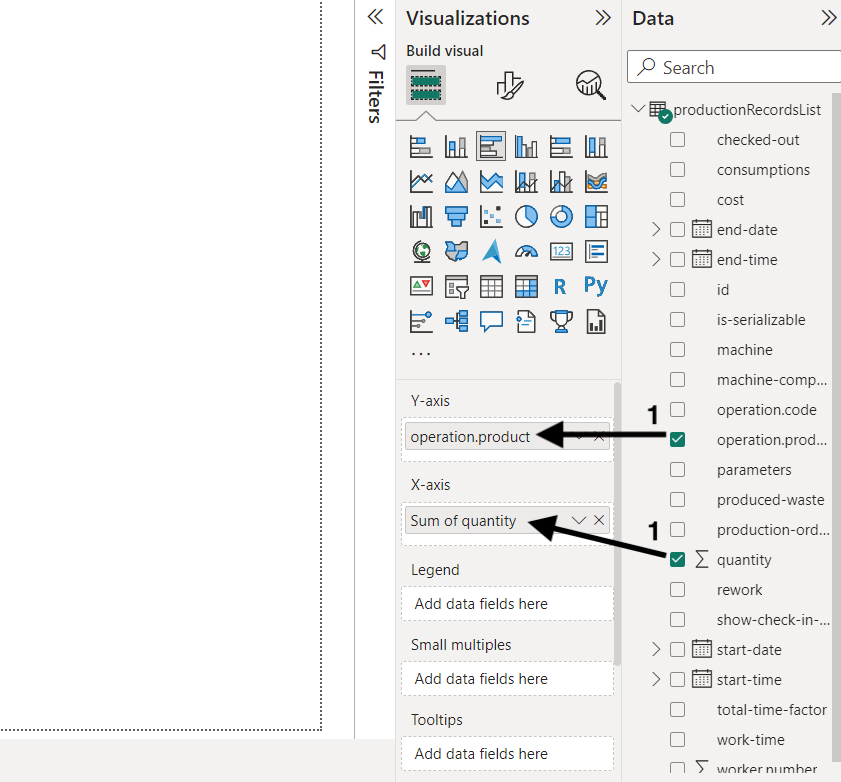 Filters
Visualizations
Build visual
123
R
Py
...
Y-axis
operation.product
X-axis
Sum of quantity
Legend
Add data fields here
Small multiples
Add data fields here
Tooltips
Add data fields here
Data
Search
productionRecordsList
checked-out
consumptions
cost
end-date
end-time
id
is-serializable
machine
machine-comp...
1
operation.code
operation.prod...
parameters
produced-waste
1
production-ord...
Σ quantity
rework
show-check-in-...
start-date
start-time
total-time-factor
work-time
Σ worker.number